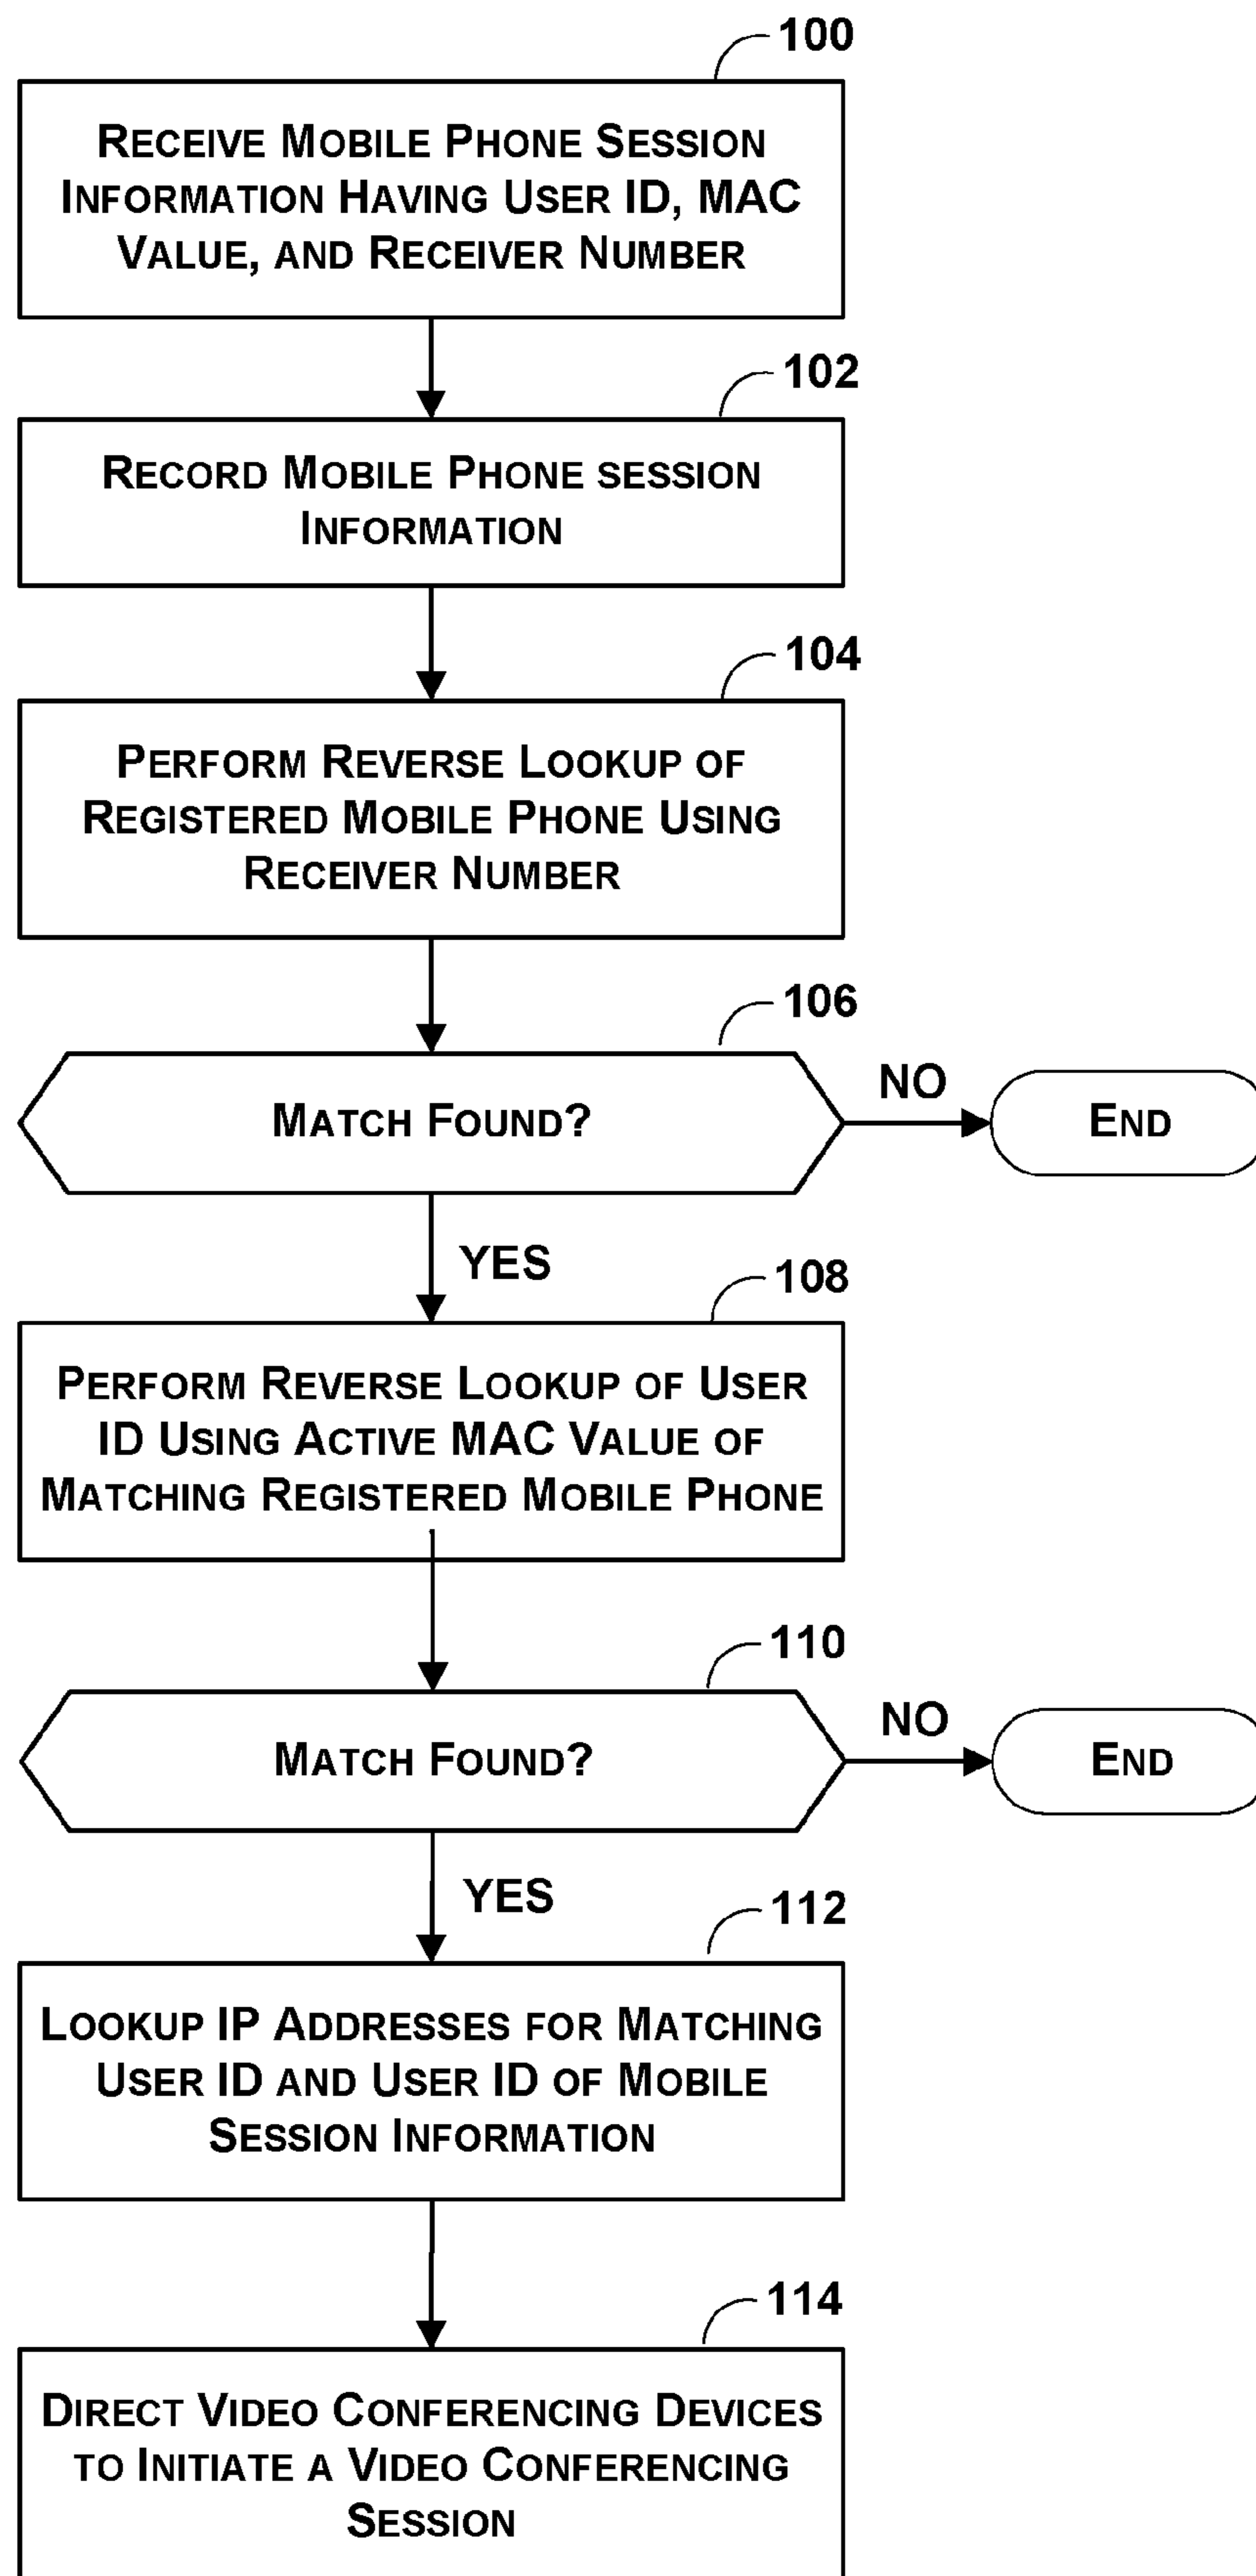 100
RECEIVE MOBILE PHONE SESSION
INFORMATION HAVING USER ID, MAC
VALUE, AND RECEIVER NUMBER
102
RECORD MOBILE PHONE SESSION
INFORMATION
104
PERFORM REVERSE LOOKUP OF
REGISTERED MOBILE PHONE USING
RECEIVER NUMBER
106
MATCH FOUND?
NO
END
YES
108
PERFORM REVERSE LOOKUP OF USER
ID USING ACTIVE MAC VALUE OF
MATCHING REGISTERED MOBILE PHONE
110
MATCH FOUND?
NO
END
YES
112
LOOKUP IP ADDRESSES FOR MATCHING
USER ID AND USER ID OF MOBILE
SESSION INFORMATION
114
DIRECT VIDEO CONFERENCING DEVICES
TO INITIATE A VIDEO CONFERENCING
SESSION